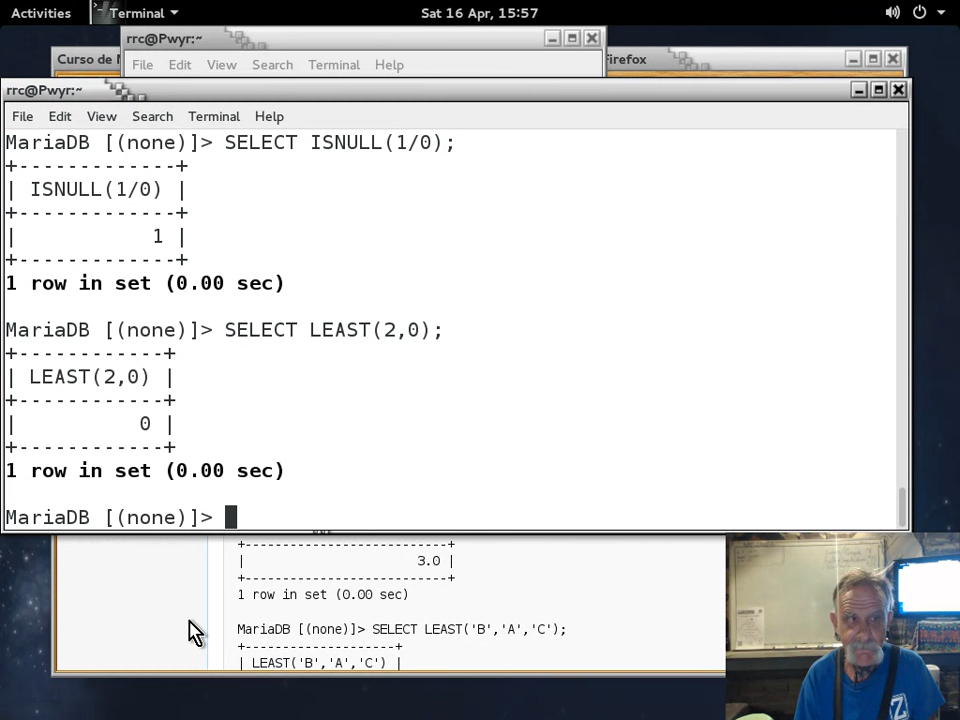 Activities
Terminal
Sat 16 Apr, 15:57
rrc@Pwyr:~
File Edit View Search Terminal Help
Curso de
Firefox
rrc@Pwyr:~
File Edit View Search Terminal Help
MariaDB [(none)]> SELECT ISNULL(1/0);
+-------------+
| ISNULL(1/0) |
+-------------+
|           1 |
+-------------+
1 row in set (0.00 sec)
MariaDB [(none)]> SELECT LEAST(2,0);
+------------+
| LEAST(2,0) |
+------------+
|          0 |
+------------+
1 row in set (0.00 sec)
MariaDB [(none)]>
+--------------------------+
|                      3.0 |
+--------------------------+
1 row in set (0.00 sec)
MariaDB [(none)]> SELECT LEAST('B','A','C');
+--------------------+
| LEAST('B','A','C') |